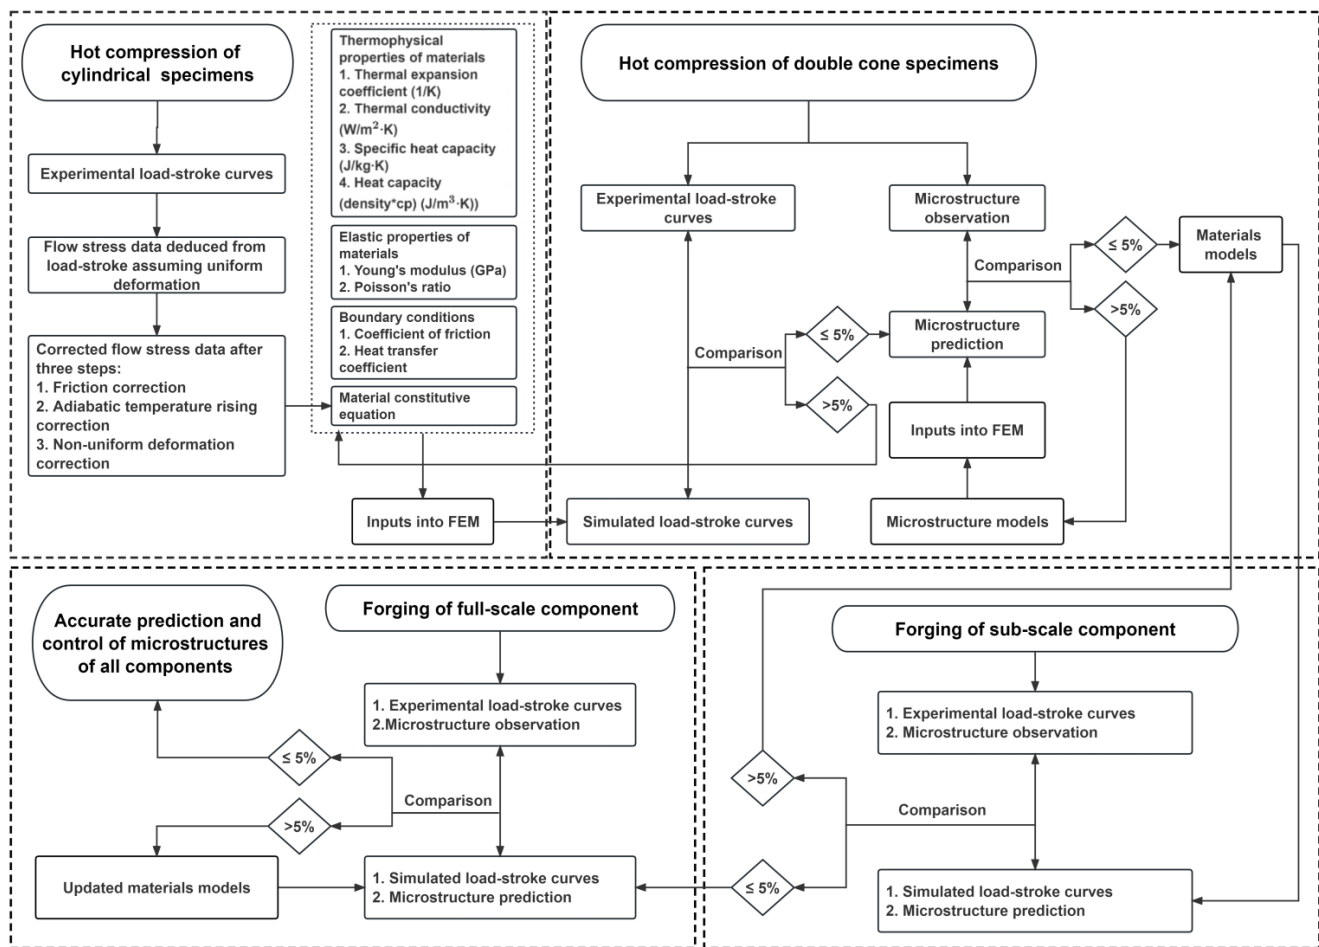 Hot compression of
cylindrical specimens
Experimental load-stroke curves
Flow stress data deduced from
load-stroke assuming uniform
deformation
Corrected flow stress data after
three steps:
1. Friction correction
2. Adiabatic temperature rising
correction
3. Non-uniform deformation
correction
Thermophysical
properties of materials
1. Thermal expansion
coefficient (1/K)
2. Thermal conductivity
(W/m²·K)
3. Specific heat capacity
(J/kg·K)
4. Heat capacity
(density*cp) (J/m³·K))
Elastic properties of
materials
1. Young's modulus (GPa)
2. Poisson's ratio
Boundary conditions
1. Coefficient of friction
2. Heat transfer
coefficient
Material constitutive
equation
Inputs into FEM
Hot compression of double cone specimens
Experimental load-stroke
curves
Microstructure
observation
Comparison
≤ 5%
>5%
Materials
models
Comparison
≤ 5%
>5%
Microstructure
prediction
Inputs into FEM
Simulated load-stroke curves
Microstructure models
Accurate prediction and
control of microstructures
of all components
Forging of full-scale component
1. Experimental load-stroke curves
2.Microstructure observation
≤ 5%
Comparison
>5%
Updated materials models
1. Simulated load-stroke curves
2. Microstructure prediction
Forging of sub-scale component
1. Experimental load-stroke curves
2. Microstructure observation
>5%
Comparison
≤ 5%
1. Simulated load-stroke curves
2. Microstructure prediction